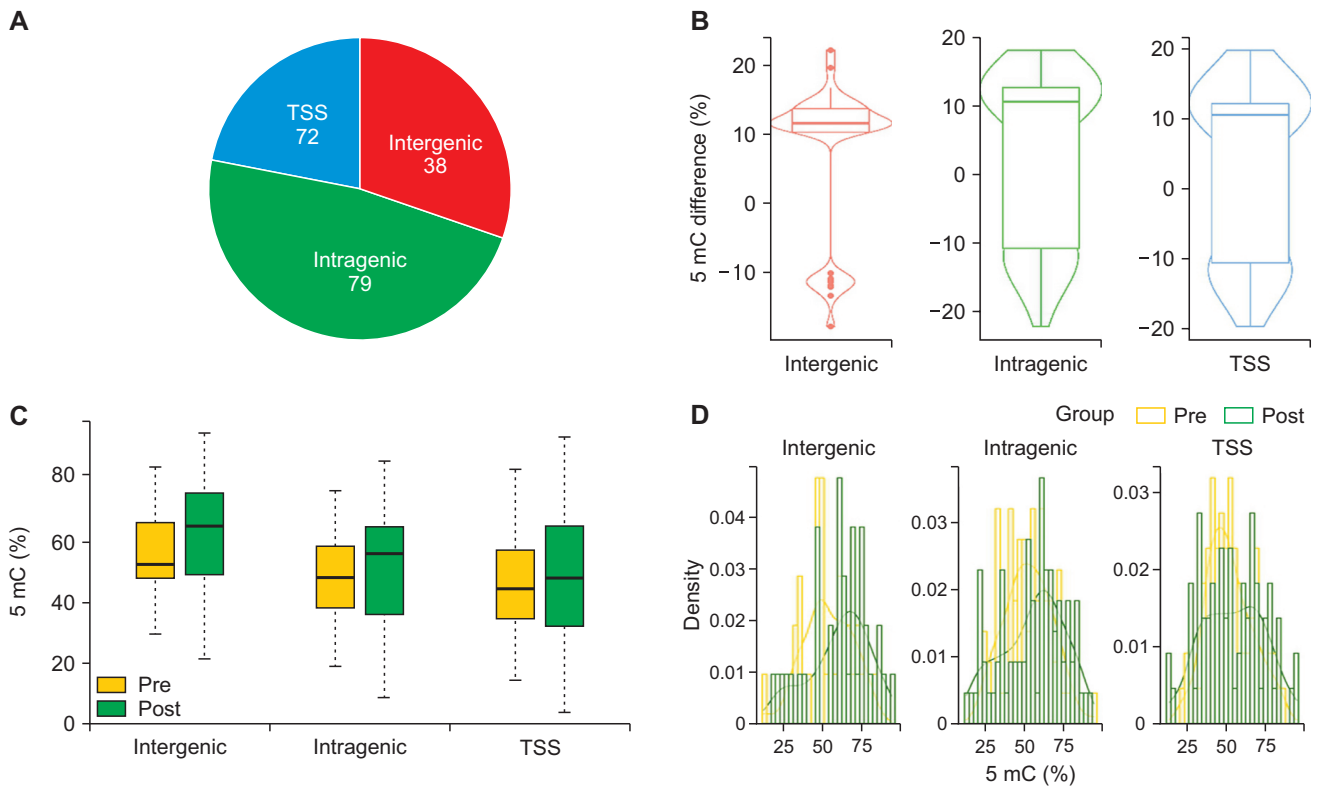 A
TSS
72
Intergenic
38
Intragenic
79
B
5 mC difference (%)
20
10
0
−10
Intergenic
20
10
0
−10
−20
Intragenic
20
10
0
−10
−20
TSS
C
5 mC (%)
80
60
40
20
0
Pre
Post
Intergenic
Intragenic
TSS
D
Group Pre Post
Intergenic
Intragenic
TSS
Density
0.04
0.03
0.02
0.01
0
25 50 75
0.03
0.02
0.01
0
25 50 75
0.03
0.02
0.01
0
25 50 75
5 mC (%)